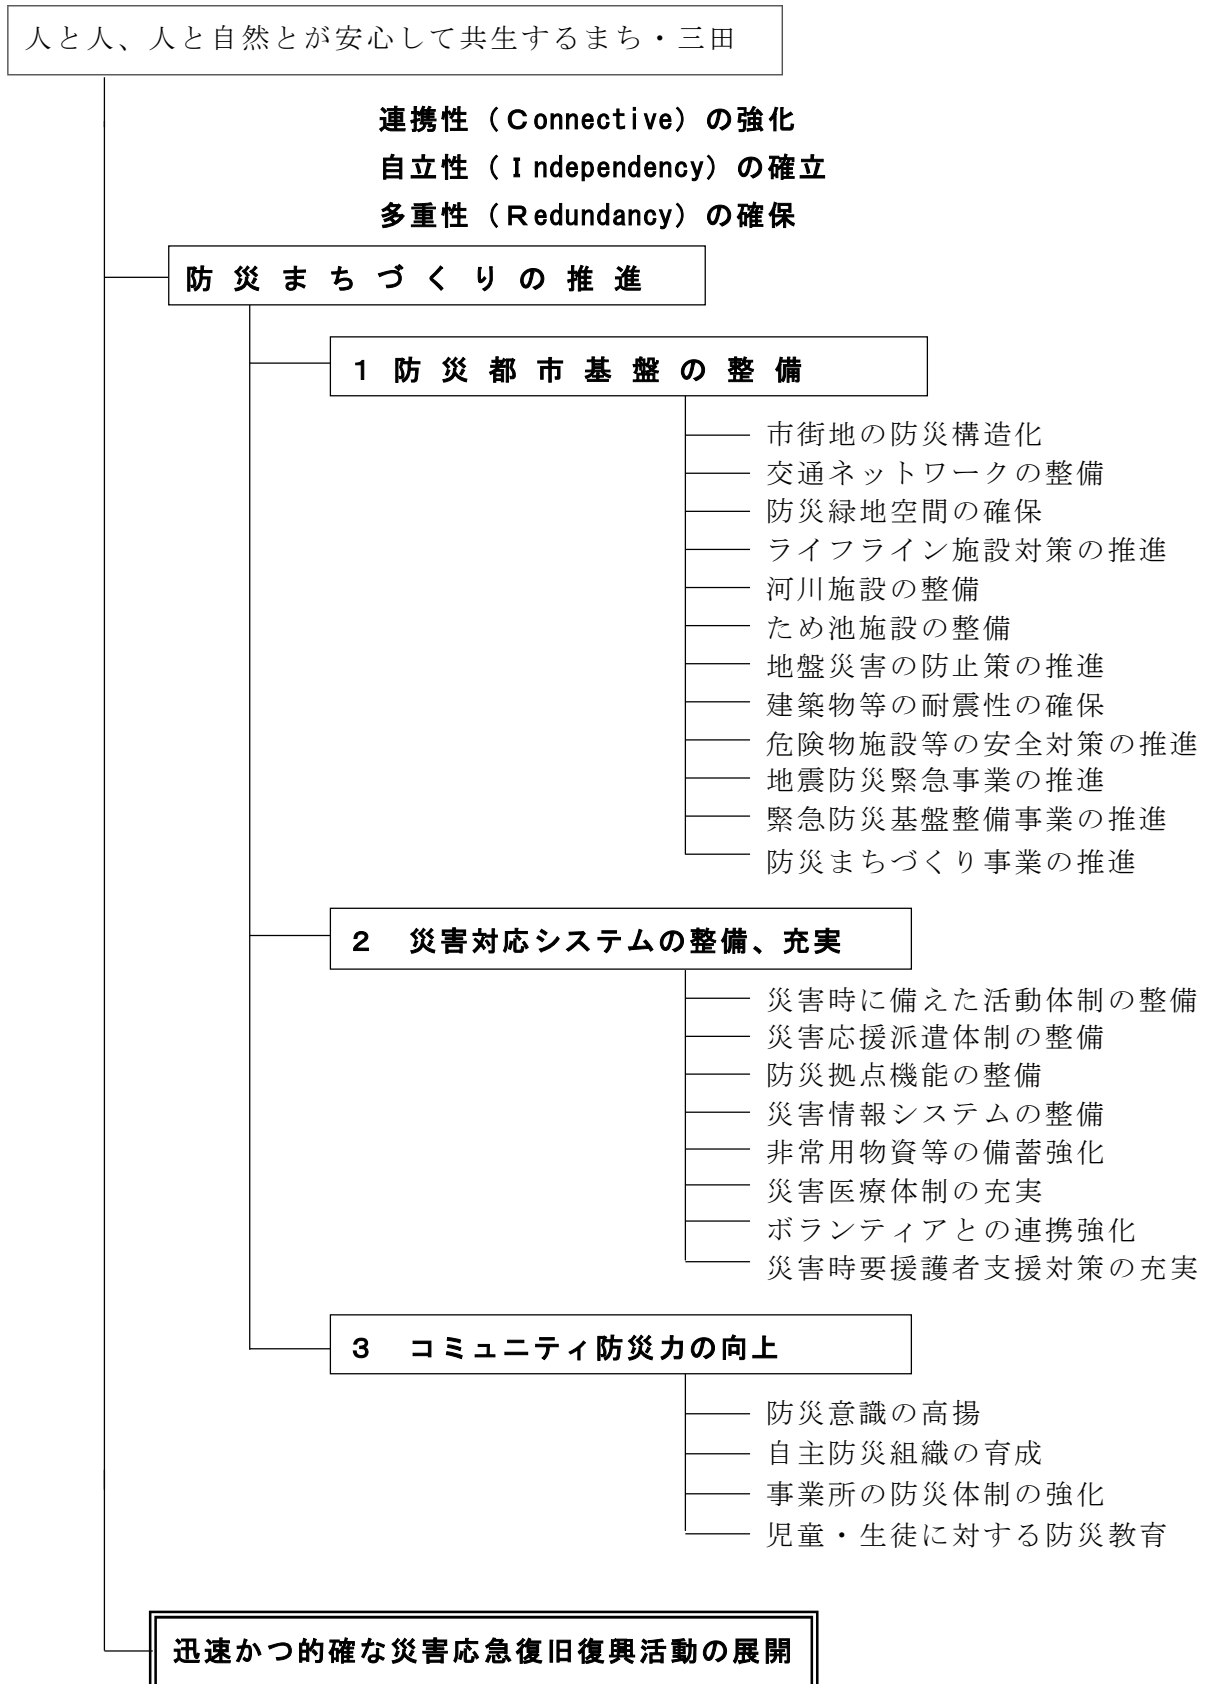 人と人、人と自然とが安心して共生するまち・三田
連携性（Ｃonnective）の強化
自立性（Ｉndependency）の確立
多重性（Ｒedundancy）の確保
防災まちづくりの推進
１防災都市基盤の整備
市街地の防災構造化
交通ネットワークの整備
防災緑地空間の確保
ライフライン施設対策の推進
河川施設の整備
ため池施設の整備
地盤災害の防止策の推進
建築物等の耐震性の確保
危険物施設等の安全対策の推進
地震防災緊急事業の推進
緊急防災基盤整備事業の推進
防災まちづくり事業の推進
２　災害対応システムの整備、充実
災害時に備えた活動体制の整備
災害応援派遣体制の整備
防災拠点機能の整備
災害情報システムの整備
非常用物資等の備蓄強化
災害医療体制の充実
ボランティアとの連携強化
災害時要援護者支援対策の充実
３　コミュニティ防災力の向上
防災意識の高揚
自主防災組織の育成
事業所の防災体制の強化
児童・生徒に対する防災教育
迅速かつ的確な災害応急復旧復興活動の展開